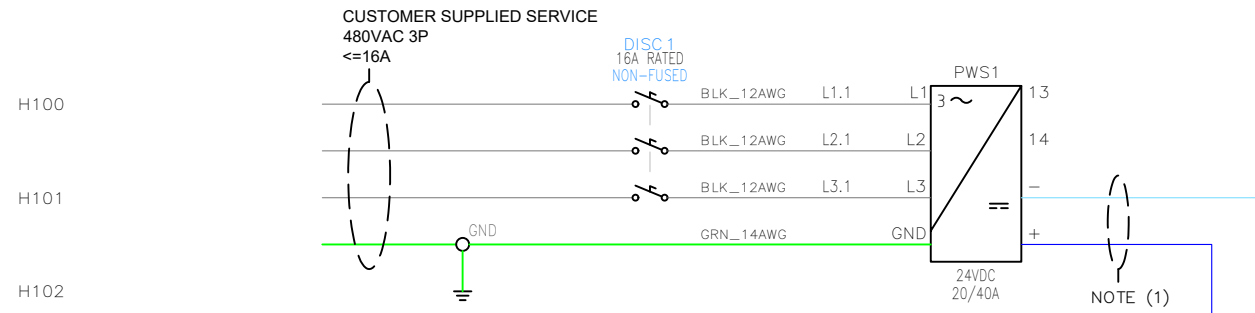 CUSTOMER SUPPLIED SERVICE
480VAC 3P
<=16A
DISC 1
16A RATED
NON-FUSED
PWS1
H100
BLK_12AWG L1.1 L1 3 13
BLK_12AWG L2.1 L2 14
H101
BLK_12AWG L3.1 L3 -
GND
GRN_14AWG GND +
24VDC
20/40A
H102
NOTE (1)